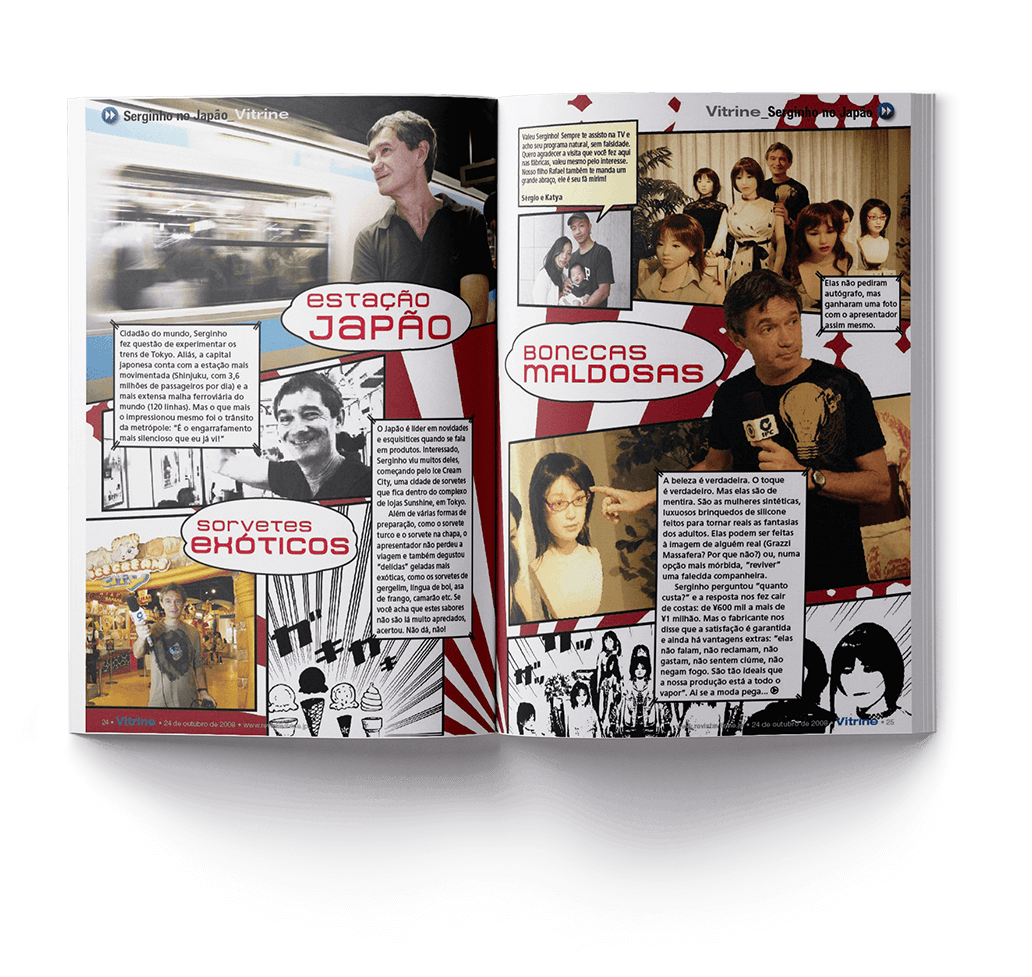 Serginho no Japão_Vitrine
estação
Japão
Cidadão do mundo, Serginho
fez questão de experimentar os
trens de Tokyo. Aliás, a capital
japonesa conta com a estação mais
movimentada (Shinjuku, com 3,6
milhões de passageiros por dia) e a
mais extensa malha ferroviária do
mundo (120 linhas). Mas o que mais
o impressionou mesmo foi o trânsito
da metrópole: “É o engarrafamento
mais silencioso que eu já vi!”
O Japão é líder em novidades
e esquisitices quando se fala
em produtos. Interessado,
Serginho viu muitos deles,
começando pelo Ice Cream
City, uma cidade de sorvetes
que fica dentro do complexo
de lojas Sunshine, em Tokyo.
Além de várias formas de
preparação, como o sorvete
turco e o sorvete na chapa, o
apresentador não perdeu a
viagem e também degustou
“delícias” geladas mais
exóticas, como os sorvetes de
gergelim, língua de boi, asa
de frango, camarão etc. Se
você acha que estes sabores
não são lá muito apreciados,
acertou. Não dá, não!
sorvetes
exóticos
ガキィッ
24 • Vitrine • 24 de outubro de 2008
Vitrine_Serginho no Japão
Valeu Serginho! Sempre te assisto na TV e
acho seu programa natural, sem falsidade.
Quero agradecer a visita que você fez aqui
nas fábricas, valeu mesmo pelo interesse.
Nosso filho Rafael também te manda um
grande abraço, ele é seu fã mirim!
Sérgio e Katya
Elas não pediram
autógrafo, mas
ganharam uma foto
com o apresentador
assim mesmo.
Bonecas
maldosas
IPC
A beleza é verdadeira. O toque
é verdadeiro. Mas elas são de
mentira. São as mulheres sintéticas,
luxuosos brinquedos de silicone
feitos para tornar reais as fantasias
dos adultos. Elas podem ser feitas
à imagem de alguém real (Grazzi
Massafera? Por que não?) ou, numa
opção mais mórbida, “reviver”
uma falecida companheira.
Serginho perguntou “quanto
custa?” e a resposta nos fez cair
de costas: de ¥600 mil a mais de
¥1 milhão. Mas o fabricante nos
disse que a satisfação é garantida
e ainda há vantagens extras: “elas
não falam, não reclamam, não
gastam, não sentem ciúme, não
negam fogo. São tão ideais que
a nossa produção está a todo o
vapor”. Ai se a moda pega...
• 24 de outubro de 2008 • Vitrine • 25